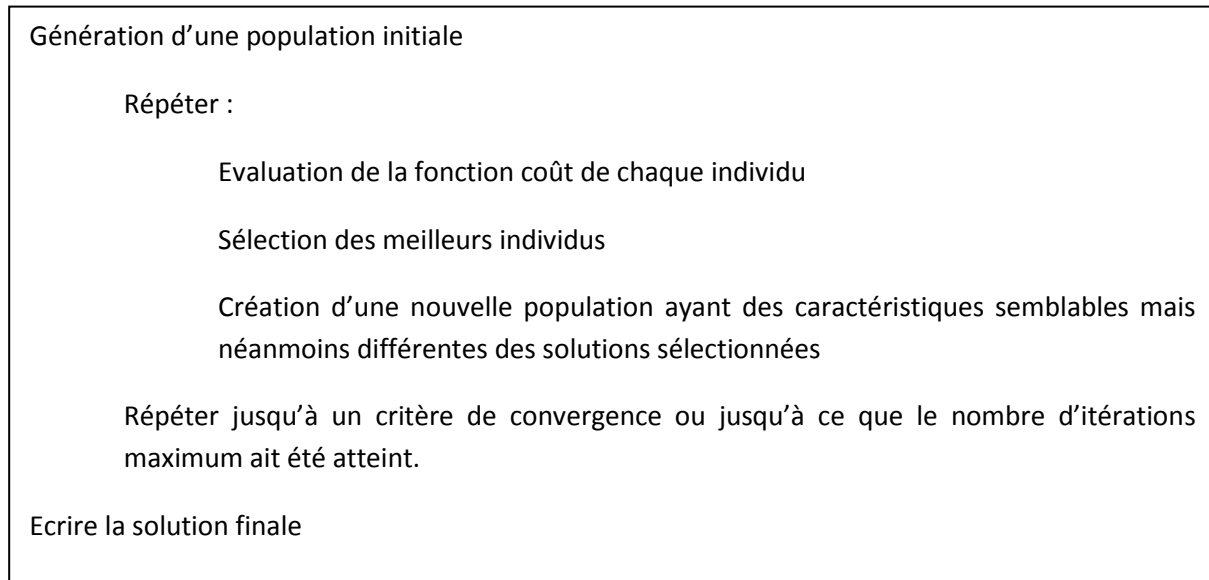 Génération d’une population initiale
Répéter :
Evaluation de la fonction coût de chaque individu
Sélection des meilleurs individus
Création d’une nouvelle population ayant des caractéristiques semblables mais
néanmoins différentes des solutions sélectionnées
Répéter jusqu’à un critère de convergence ou jusqu’à ce que le nombre d’itérations
maximum ait été atteint.
Ecrire la solution finale